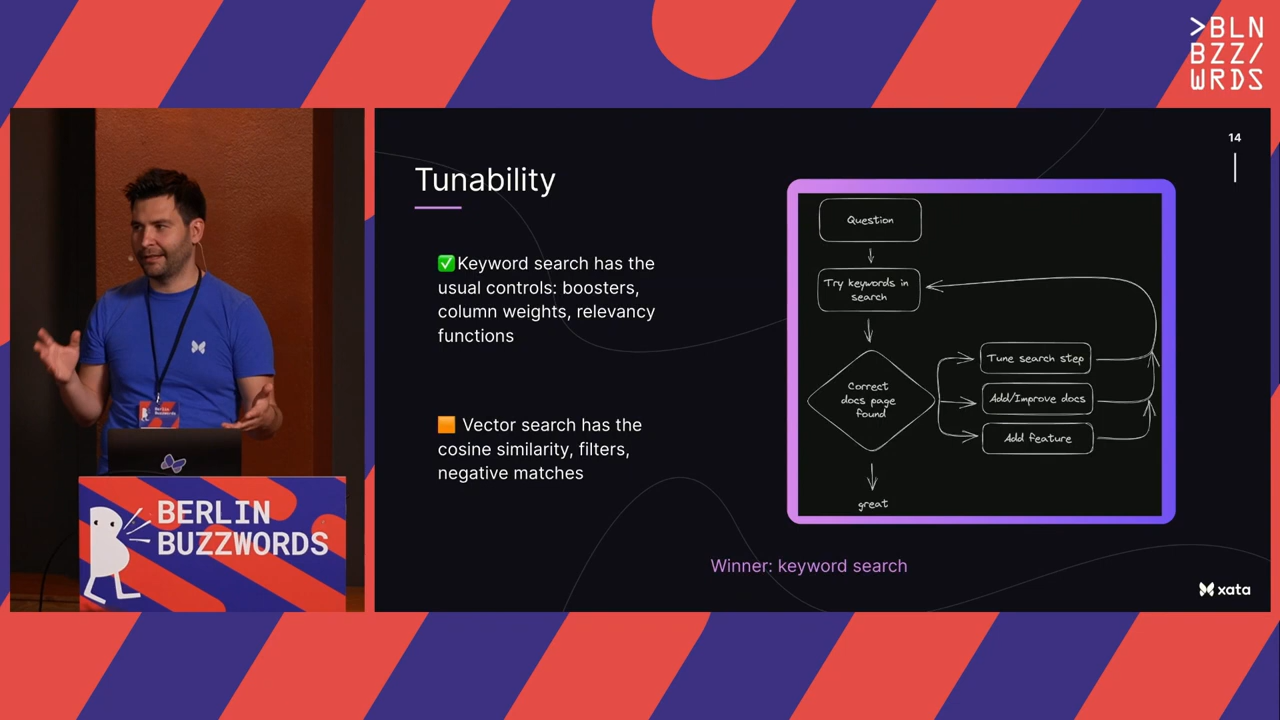 >BLN
BZZ/
WRDS
14
Tunability
✅Keyword search has the
usual controls: boosters,
column weights, relevancy
functions
🟧 Vector search has the
cosine similarity, filters,
negative matches
Question
Try keywords in
search
Correct
docs page
found
Tune search step
Add/Improve docs
Add feature
great
Winner: keyword search
xata
Berlin
Buzzwords
BERLIN
BUZZWORDS